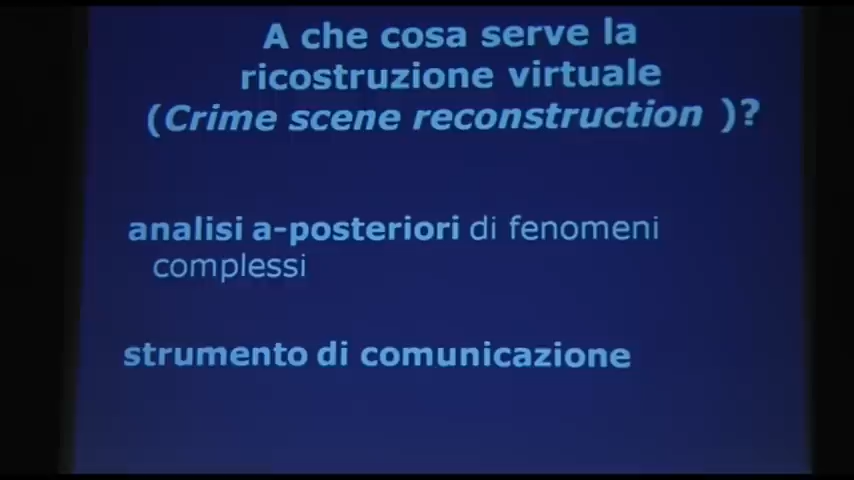 A che cosa serve la
ricostruzione virtuale
(Crime scene reconstruction )?
analisi a-posteriori di fenomeni
complessi
strumento di comunicazione